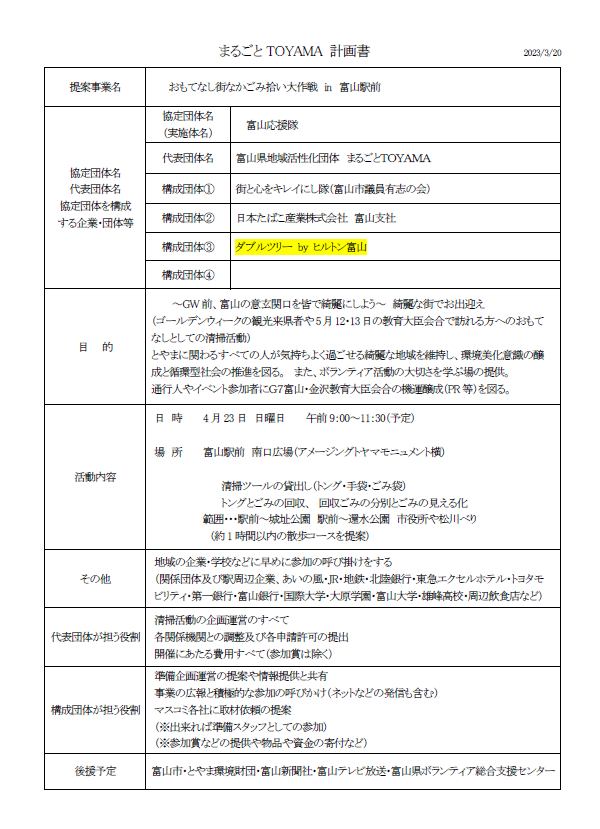 まるごとTOYAMA 計画書
2023/3/20
提案事業名
おもてなし街なかごみ拾い大作戦 in 富山駅前
協定団体名
代表団体名
協定団体を構成
する企業・団体等
協定団体名
（実施体名）
富山応援隊
代表団体名
富山県地域活性化団体 まるごとTOYAMA
構成団体①
街と心をキレイにし隊（富山市議員有志の会）
構成団体②
日本たばこ産業株式会社 富山支社
構成団体③
ダブルツリー by ヒルトン富山
構成団体④
目 的
～GW前、富山の意玄関口を皆で綺麗にしよう～ 綺麗な街でお出迎え
（ゴールデンウィークの観光来県者や5月12・13日の教育大臣会合で訪れる方へのおもて
なしとしての清掃活動）
とやまに関わるすべての人が気持ちよく過ごせる綺麗な地域を維持し、環境美化意識の醸
成と循環型社会の推進を図る。 また、ボランティア活動の大切さを学ぶ場の提供。
通行人やイベント参加者にG7富山・金沢教育大臣会合の機運醸成（PR等）を図る。
活動内容
日 時 4月23日 日曜日 午前9:00～11:30（予定）
場 所 富山駅前 南口広場（アメージングトヤマモニュメント横）
清掃ツールの貸出し（トング・手袋・ごみ袋）
トングとごみの回収、 回収ごみの分別とごみの見える化
範囲・・・駅前～城址公園 駅前～還水公園 市役所や松川べり
（約1時間以内の散歩コースを提案）
その他
地域の企業・学校などに早めに参加の呼び掛けをする
（関係団体及び駅周辺企業、あいの風・JR・地鉄・北陸銀行・東急エクセルホテル・トヨタモ
ビリティ・第一銀行・富山銀行・国際大学・大原学園・富山大学・雄峰高校・周辺飲食店など）
代表団体が担う役割
清掃活動の企画運営のすべて
各関係機関との調整及び各申請許可の提出
開催にあたる費用すべて（参加賞は除く）
構成団体が担う役割
準備企画運営の提案や情報提供と共有
事業の広報と積極的な参加の呼びかけ（ネットなどの発信も含む）
マスコミ各社に取材依頼の提案
（※出来れば準備スタッフとしての参加）
（※参加賞などの提供や物品や資金の寄付など）
後援予定
富山市・とやま環境財団・富山新聞社・富山テレビ放送・富山県ボランティア総合支援センター